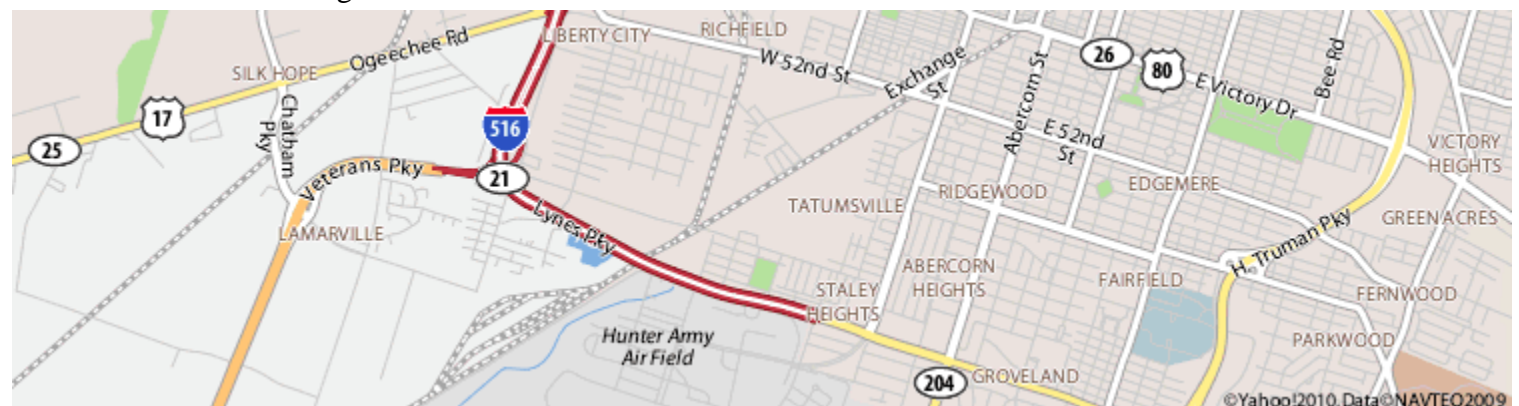 LIBERTY CITY
RICHFIELD
Ogeechee Rd
SILK HOPE
W 52nd St
Exchange
St
26
80
E Victory Dr
Bee Rd
17
25
Chatham
Pky
516
Abercorn St
E 52nd
St
VICTORY
HEIGHTS
Veterans Pky
21
Lynes Pky
LAMARVILLE
TATUMSVILLE
RIDGEWOOD
EDGEMERE
GREEN ACRES
H. Truman Pky
ABERCORN
HEIGHTS
FAIRFIELD
STALEY
HEIGHTS
FERNWOOD
Hunter Army
Air Field
PARKWOOD
204
GROVELAND
©Yahoo!2010, Data©NAVTEQ2009